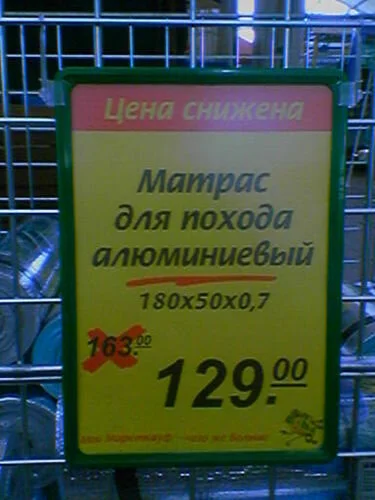 Цена снижена
Матрас
для похода
алюминиевый
180x50x0,7
163.00
129.00